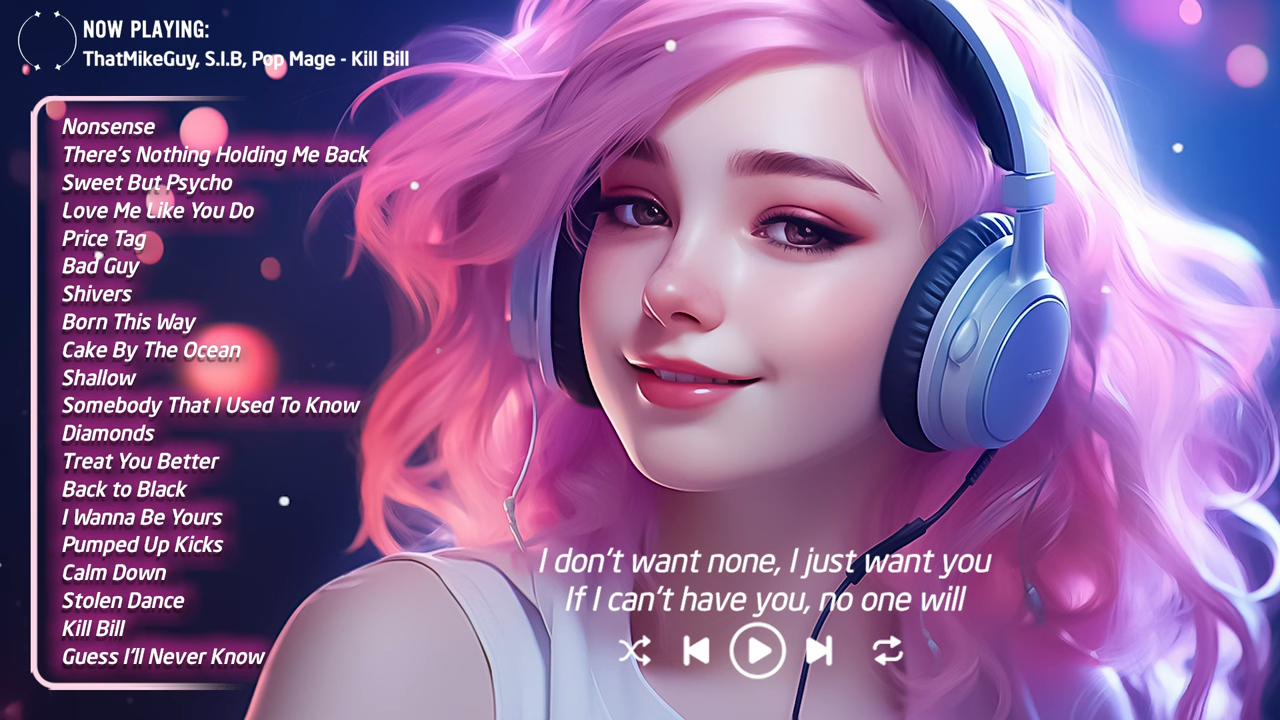 NOW PLAYING:
ThatMikeGuy, S.I.B, Pop Mage - Kill Bill
Nonsense
There's Nothing Holding Me Back
Sweet But Psycho
Love Me Like You Do
Price Tag
Bad Guy
Shivers
Born This Way
Cake By The Ocean
Shallow
Somebody That I Used To Know
Diamonds
Treat You Better
Back to Black
I Wanna Be Yours
Pumped Up Kicks
Calm Down
Stolen Dance
Kill Bill
Guess I'll Never Know
I don't want none, I just want you
If I can't have you, no one will